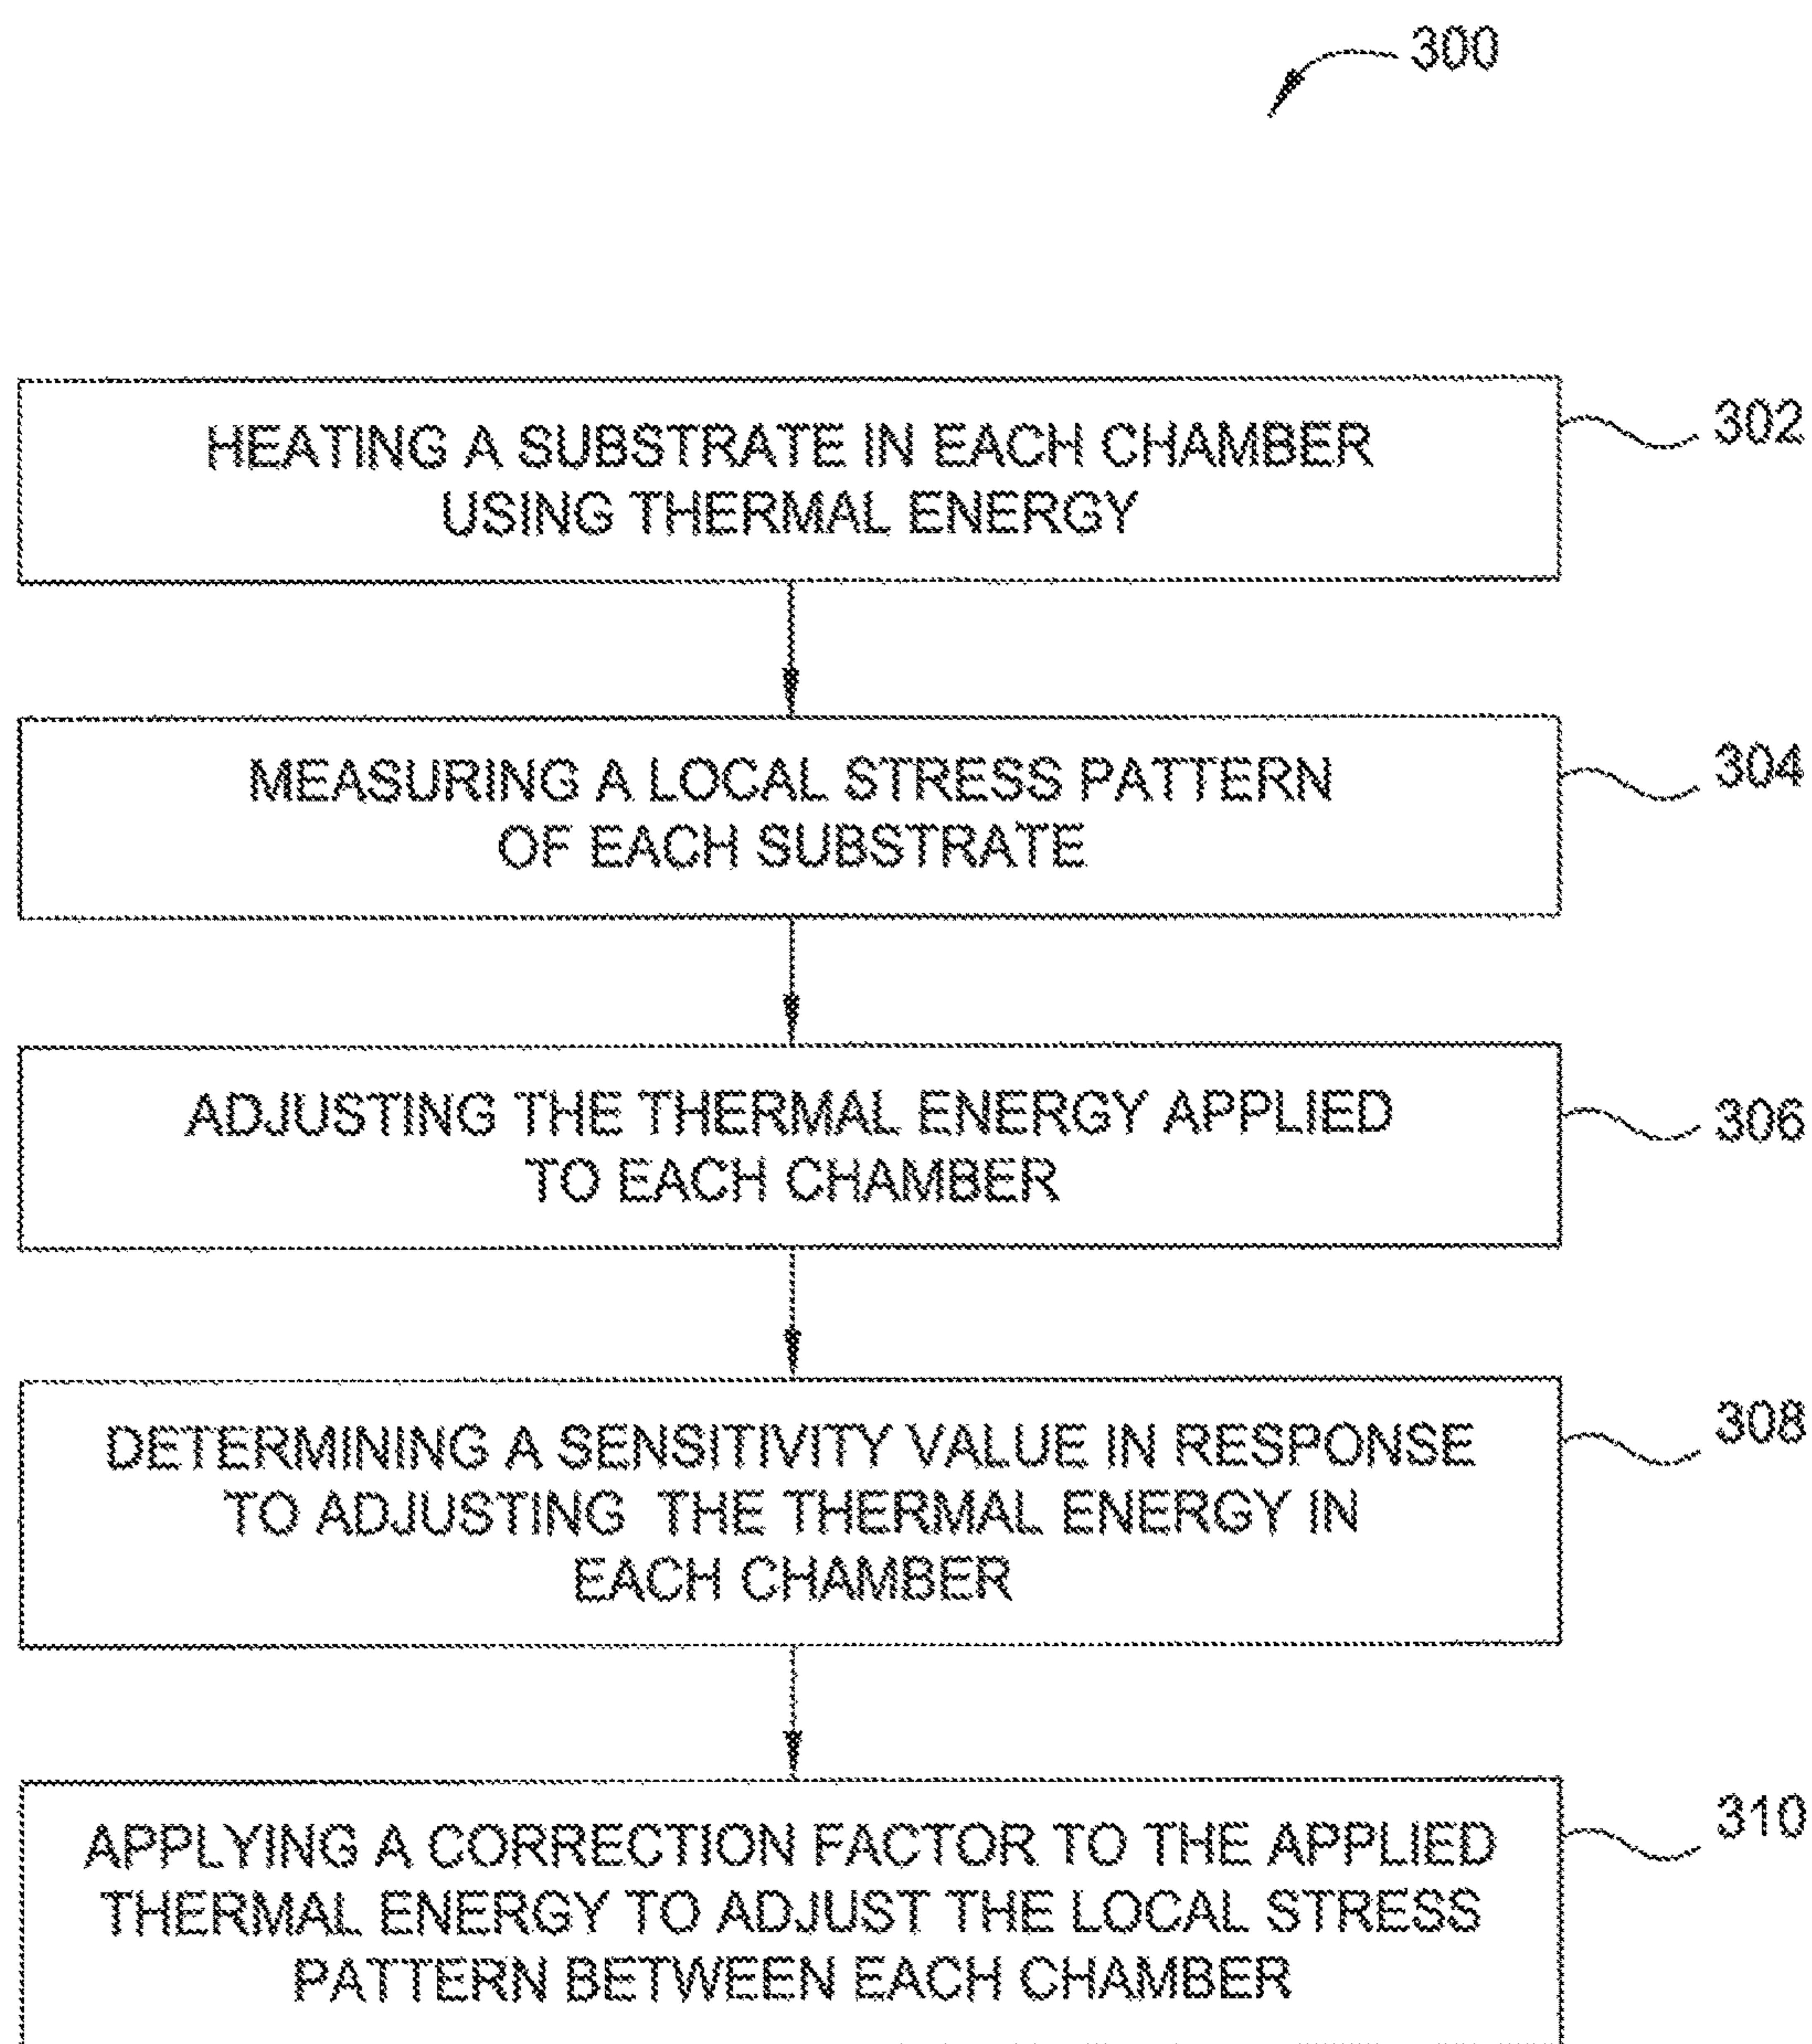 300
HEATING A SUBSTRATE IN EACH CHAMBER
USING THERMAL ENERGY
302
MEASURING A LOCAL STRESS PATTERN
OF EACH SUBSTRATE
304
ADJUSTING THE THERMAL ENERGY APPLIED
TO EACH CHAMBER
306
DETERMINING A SENSITIVITY VALUE IN RESPONSE
TO ADJUSTING THE THERMAL ENERGY IN
EACH CHAMBER
308
APPLYING A CORRECTION FACTOR TO THE APPLIED
THERMAL ENERGY TO ADJUST THE LOCAL STRESS
PATTERN BETWEEN EACH CHAMBER
310